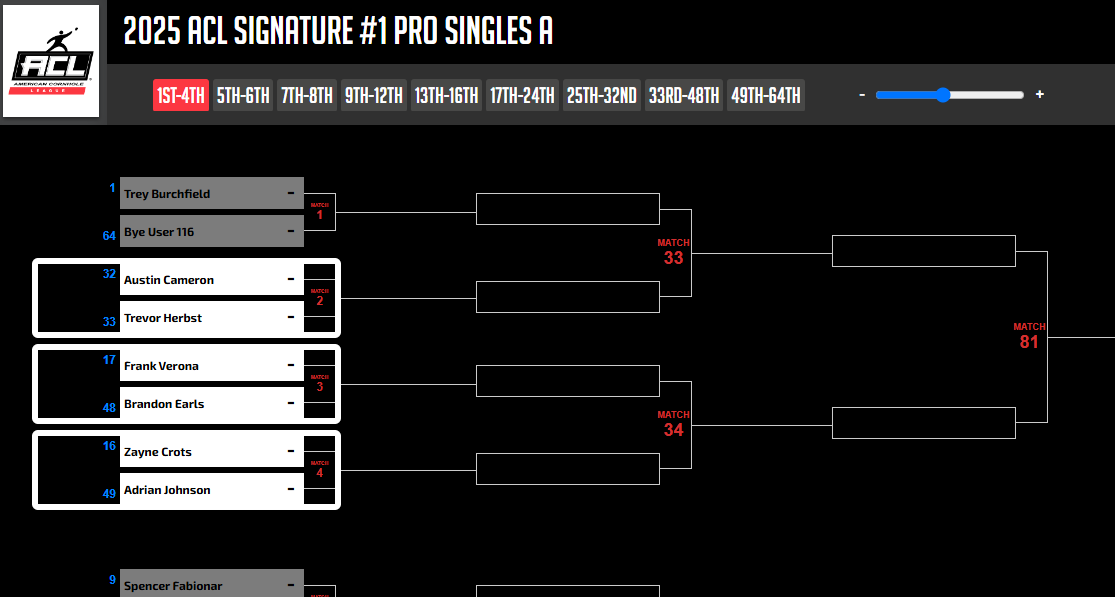 2025 ACL SIGNATURE #1 PRO SINGLES A
ACL
AMERICAN CORNHOLE
LEAGUE
1ST-4TH 5TH-6TH 7TH-8TH 9TH-12TH 13TH-16TH 17TH-24TH 25TH-32ND 33RD-48TH 49TH-64TH - +
1 Trey Burchfield -
MATCH
1
64 Bye User 116 -
MATCH
33
32 Austin Cameron -
MATCH
2
33 Trevor Herbst -
MATCH
81
17 Frank Verona -
MATCH
3
48 Brandon Earls -
MATCH
34
16 Zayne Crots -
MATCH
4
49 Adrian Johnson -
9 Spencer Fabionar -